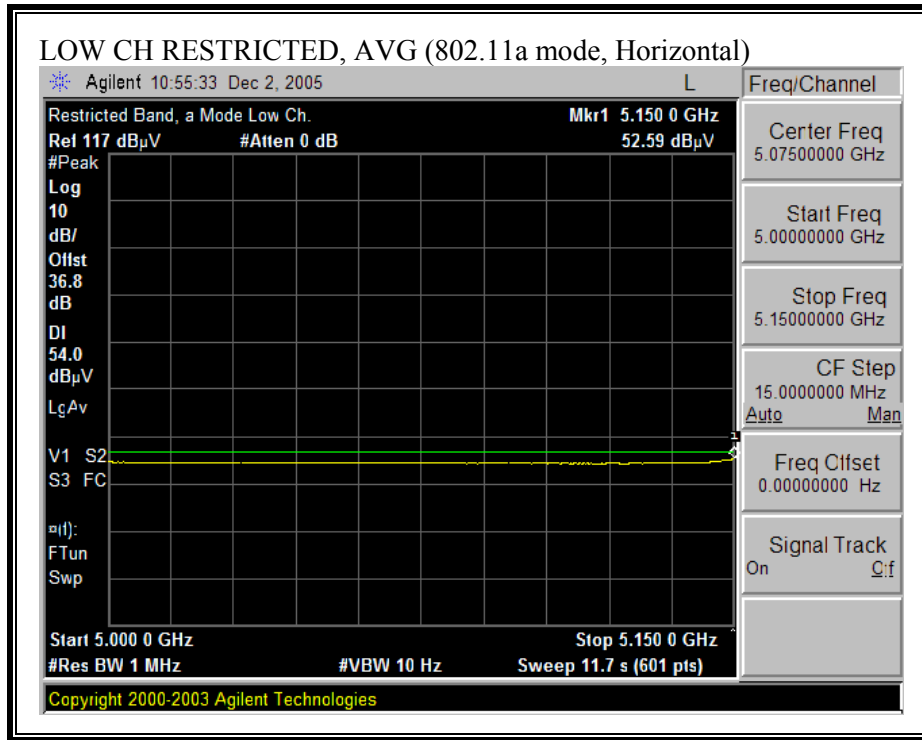 LOW CH RESTRICTED, AVG (802.11a mode, Horizontal)
Agilent 10:55:33 Dec 2, 2005 L
Restricted Band, a Mode Low Ch. Mkr1 5.150 0 GHz
Ref 117 dBµV #Atten 0 dB 52.59 dBµV
#Peak
Log
10
dB/
Offst
36.8
dB
DI
54.0
dBµV
LgAv
1
V1 S2
S3 FC
¤(f):
FTun
Swp
Start 5.000 0 GHz Stop 5.150 0 GHz
#Res BW 1 MHz #VBW 10 Hz Sweep 11.7 s (601 pts)
Copyright 2000-2003 Agilent Technologies
Freq/Channel
Center Freq
5.07500000 GHz
Start Freq
5.00000000 GHz
Stop Freq
5.15000000 GHz
CF Step
15.0000000 MHz
Auto Man
Freq Offset
0.00000000 Hz
Signal Track
On Off